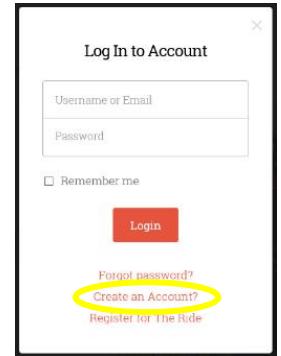 Log In to Account
Username or Email
Password
Remember me
Login
Forgot password?
Create an Account?
Register for The Ride